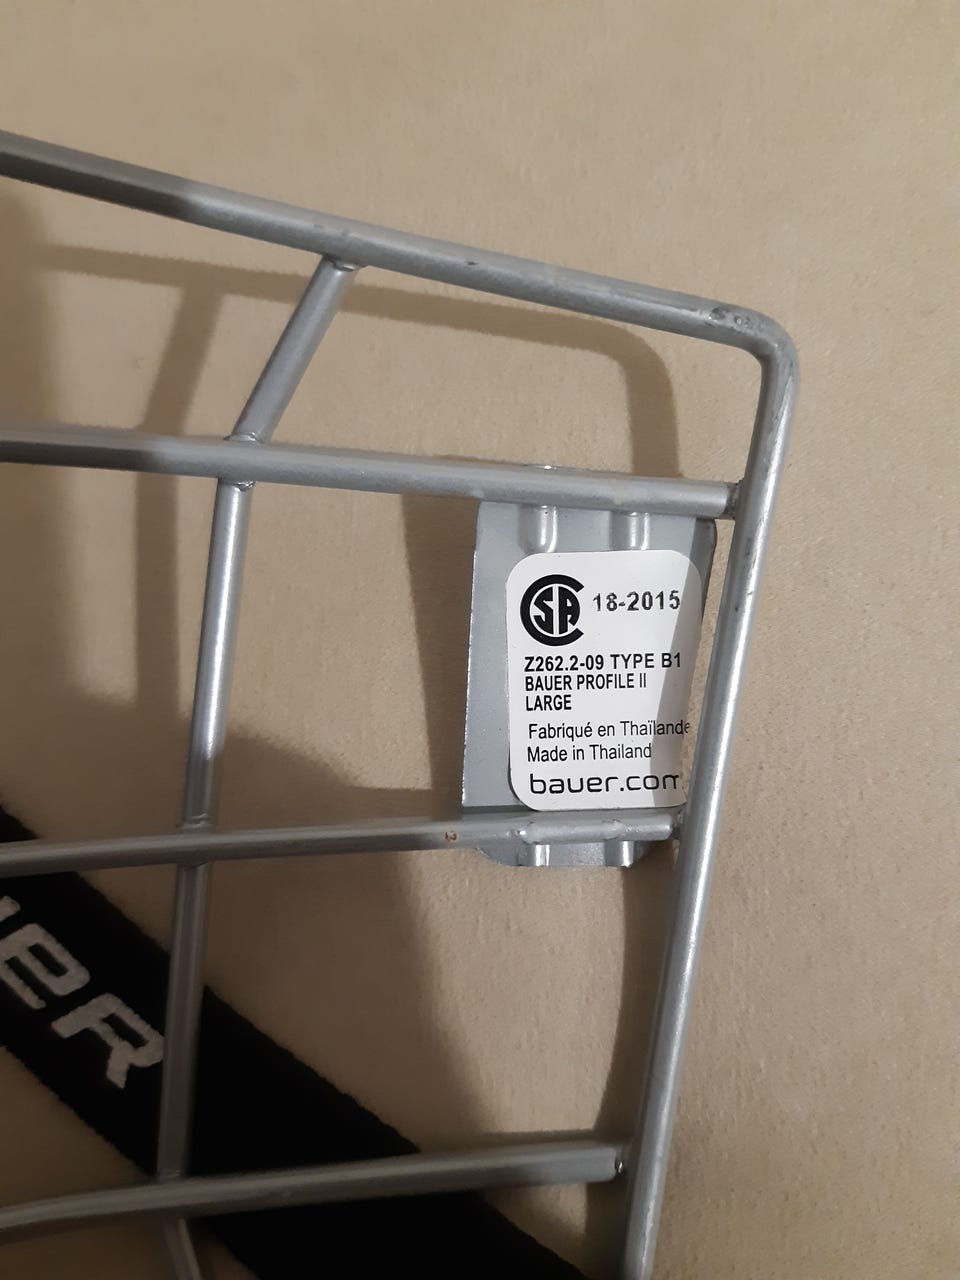 CSA 18-2015
Z262.2-09 TYPE B1
BAUER PROFILE II
LARGE
Fabriqué en Thaïlande
Made in Thailand
bauer.com